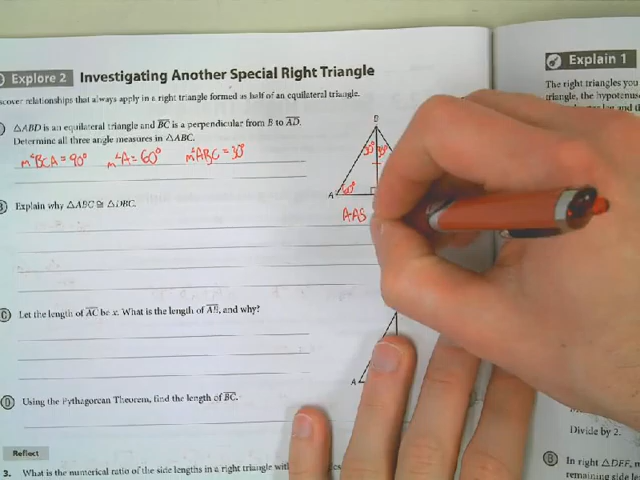 Explore 2 Investigating Another Special Right Triangle
Explain 1
The right triangles you
triangle, the hypotenus
scover relationships that always apply in a right triangle formed as half of an equilateral triangle.
△ABD is an equilateral triangle and BC is a perpendicular from B to AD.
Determine all three angle measures in △ABC.
m∠BCA = 90° m∠A = 60° m∠ABC = 30°
B
30° 30°
60°
A
AAS
B Explain why △ABC ≅ △DBC.
C Let the length of AC be x. What is the length of AB, and why?
A
D Using the Pythagorean Theorem, find the length of BC.
Divide by 2.
Reflect
B In right △DEF,
remaining side le
3. What is the numerical ratio of the side lengths in a right triangle wit